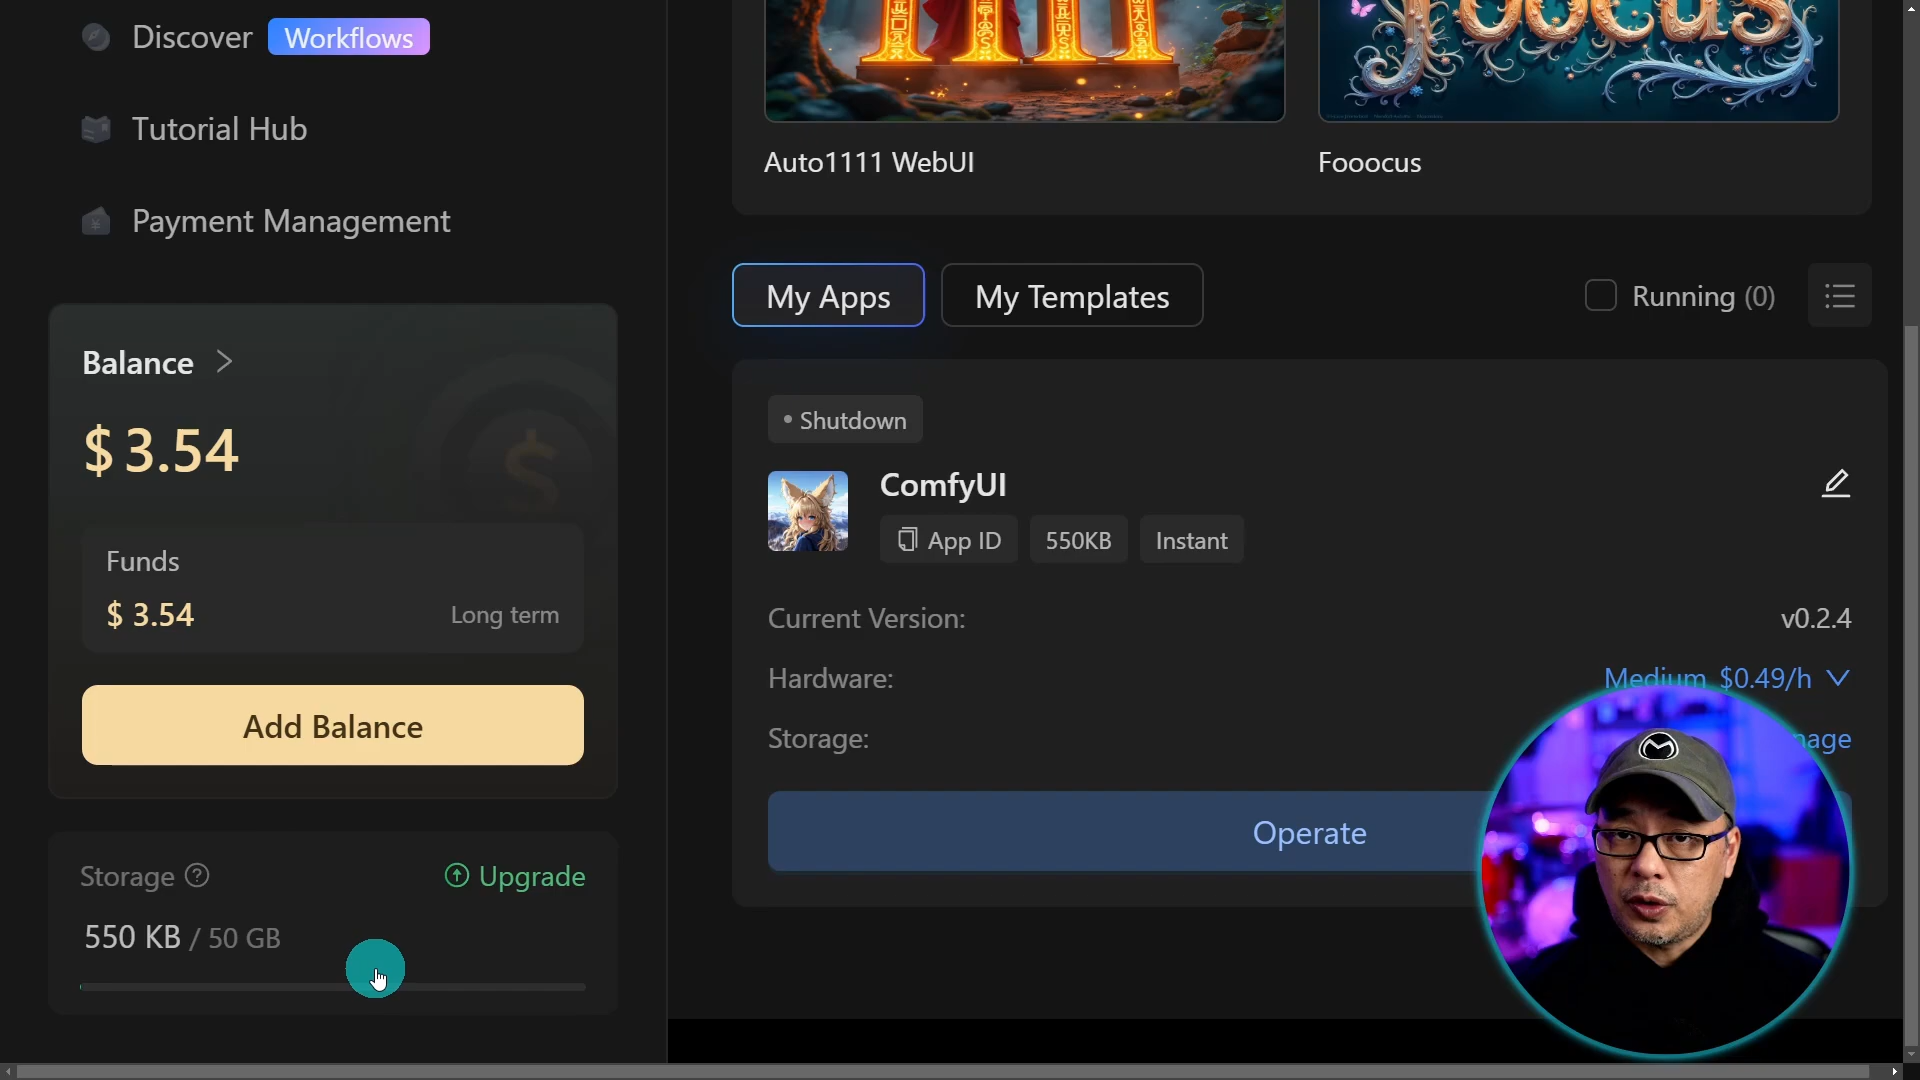 Discover
Workflows
Tutorial Hub
Payment Management
Balance
$ 3.54
Funds
$ 3.54
Long term
Add Balance
Storage
Upgrade
550 KB / 50 GB
Auto1111 WebUI
Fooocus
My Apps
My Templates
Running (0)
• Shutdown
ComfyUI
App ID
550KB
Instant
Current Version:
v0.2.4
Hardware:
Medium $0.49/h
Storage:
Operate